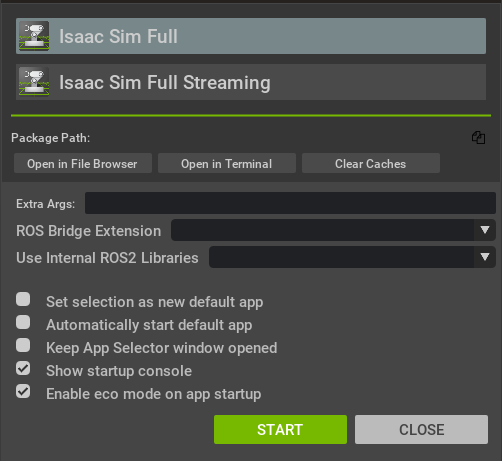 Isaac Sim Full
Isaac Sim Full Streaming
Package Path:
Open in File Browser Open in Terminal Clear Caches
Extra Args:
ROS Bridge Extension
Use Internal ROS2 Libraries
Set selection as new default app
Automatically start default app
Keep App Selector window opened
Show startup console
Enable eco mode on app startup
START CLOSE